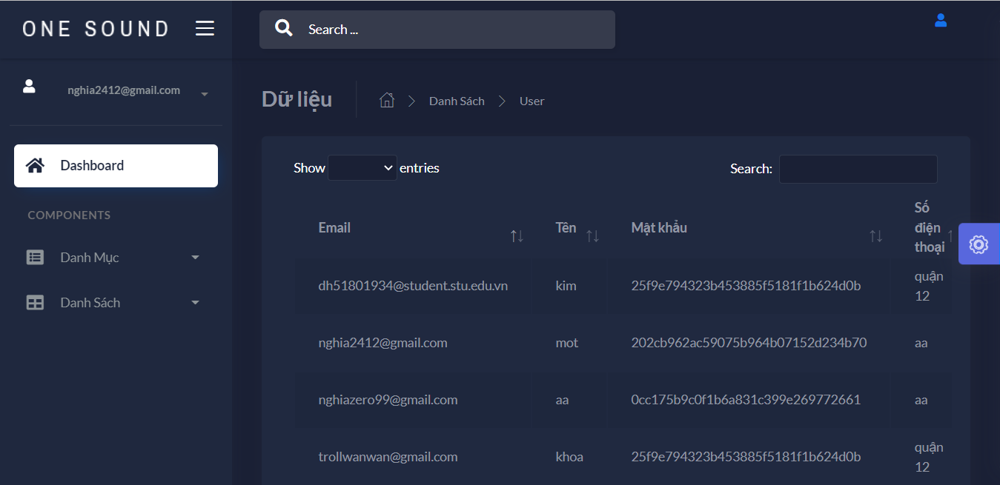 ONE SOUND
Search ...
nghia2412@gmail.com
Dashboard
COMPONENTS
Danh Mục
Danh Sách
Dữ liệu
Danh Sách
User
Show
entries
Search:
Email
Tên
Mật khẩu
Số
điện
thoại
dh51801934@student.stu.edu.vn
kim
25f9e794323b453885f5181f1b624d0b
quận
12
nghia2412@gmail.com
mot
202cb962ac59075b964b07152d234b70
aa
nghiazero99@gmail.com
aa
0cc175b9c0f1b6a831c399e269772661
aa
trollwanwan@gmail.com
khoa
25f9e794323b453885f5181f1b624d0b
quận
12